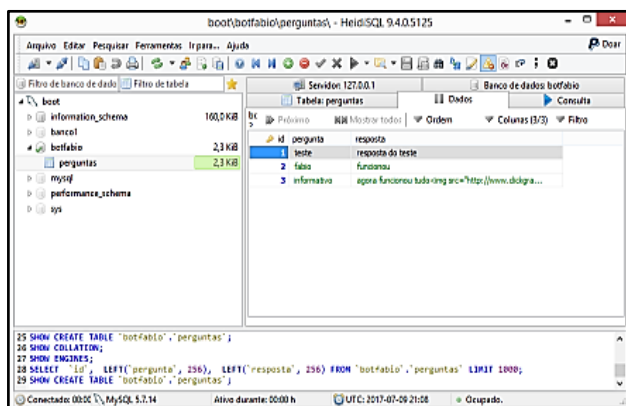 boot\botfabio\perguntas\ - HeidiSQL 9.4.0.5125
Arquivo Editar Pesquisar Ferramentas Ir para... Ajuda
Doar
Filtro de banco de dado Filtro de tabela
Servidor: 127.0.0.1 Banco de dados: botfabio
Tabela: perguntas Dados Consulta
boot
information_schema 160,0 KiB
banco1
botfabio 2,3 KiB
perguntas 2,3 KiB
mysql
performance_schema
sys
Próximo Mostrar todos Ordem Colunas (3/3) Filtro
id pergunta resposta
1 teste resposta do teste
2 fabio funcionou
3 informativo agora funcionou tudo<img src="http://www.clickgra...
25 SHOW CREATE TABLE `botfabio`.`perguntas`;
26 SHOW COLLATION;
27 SHOW ENGINES;
28 SELECT `id`, LEFT(`pergunta`, 256), LEFT(`resposta`, 256) FROM `botfabio`.`perguntas` LIMIT 1000;
29 SHOW CREATE TABLE `botfabio`.`perguntas`;
Conectado: 00:0C MySQL 5.7.14 Ativo durante: 00:00 h UTC: 2017-07-09 21:08 Ocupado.